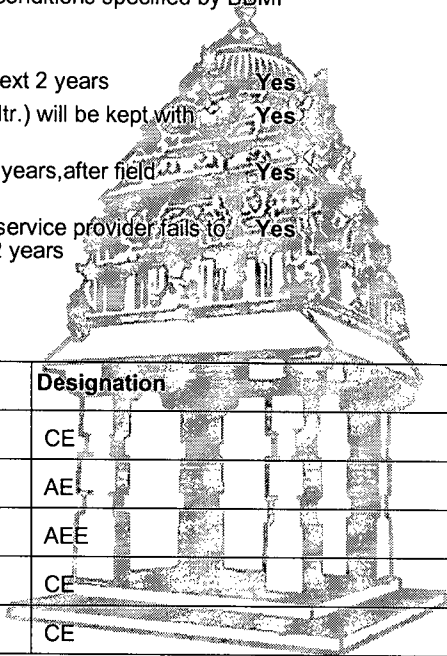 conditions specified by BBMP
ext 2 years Yes
ltr.) will be kept with Yes
years,after field Yes
service provider fails to Yes
2 years
Designation
CE
AE
AEE
CE
CE